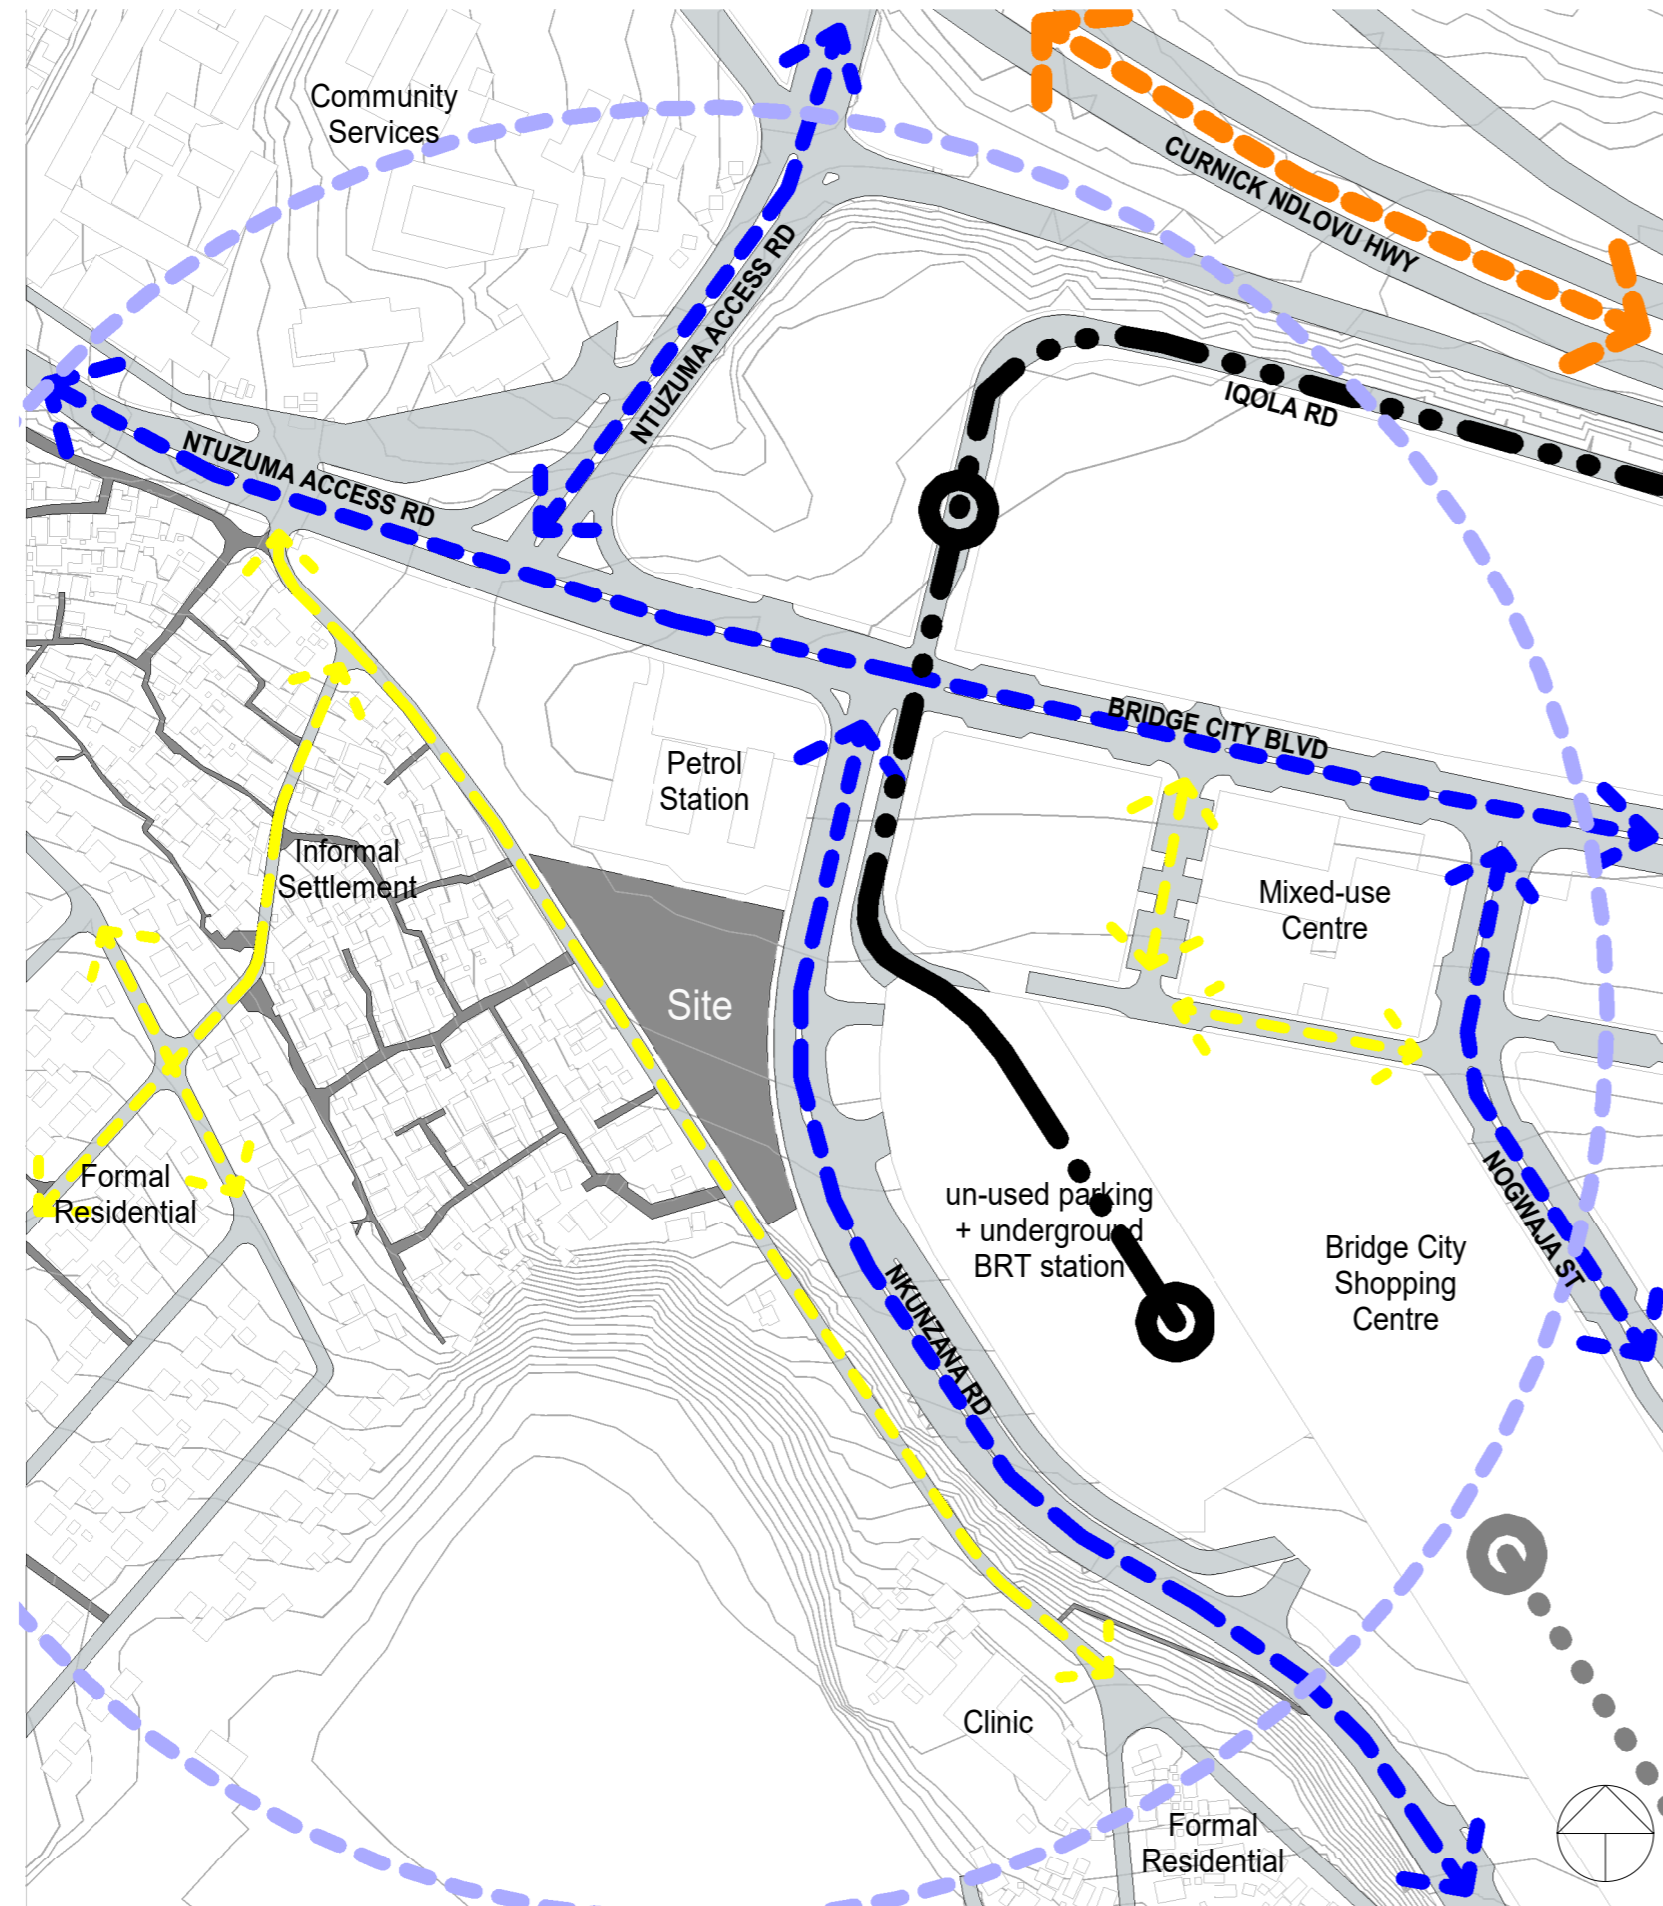 Community
Services
CURNICK NDLOVU HWY
NTUZUMA ACCESS RD
IQOLA RD
NTUZUMA ACCESS RD
BRIDGE CITY BLVD
Petrol
Station
Informal
Settlement
Mixed-use
Centre
Site
Formal
Residential
un-used parking
+ underground
BRT station
NOGWAJA ST
Bridge City
Shopping
Centre
NKUNZANA RD
Clinic
Formal
Residential